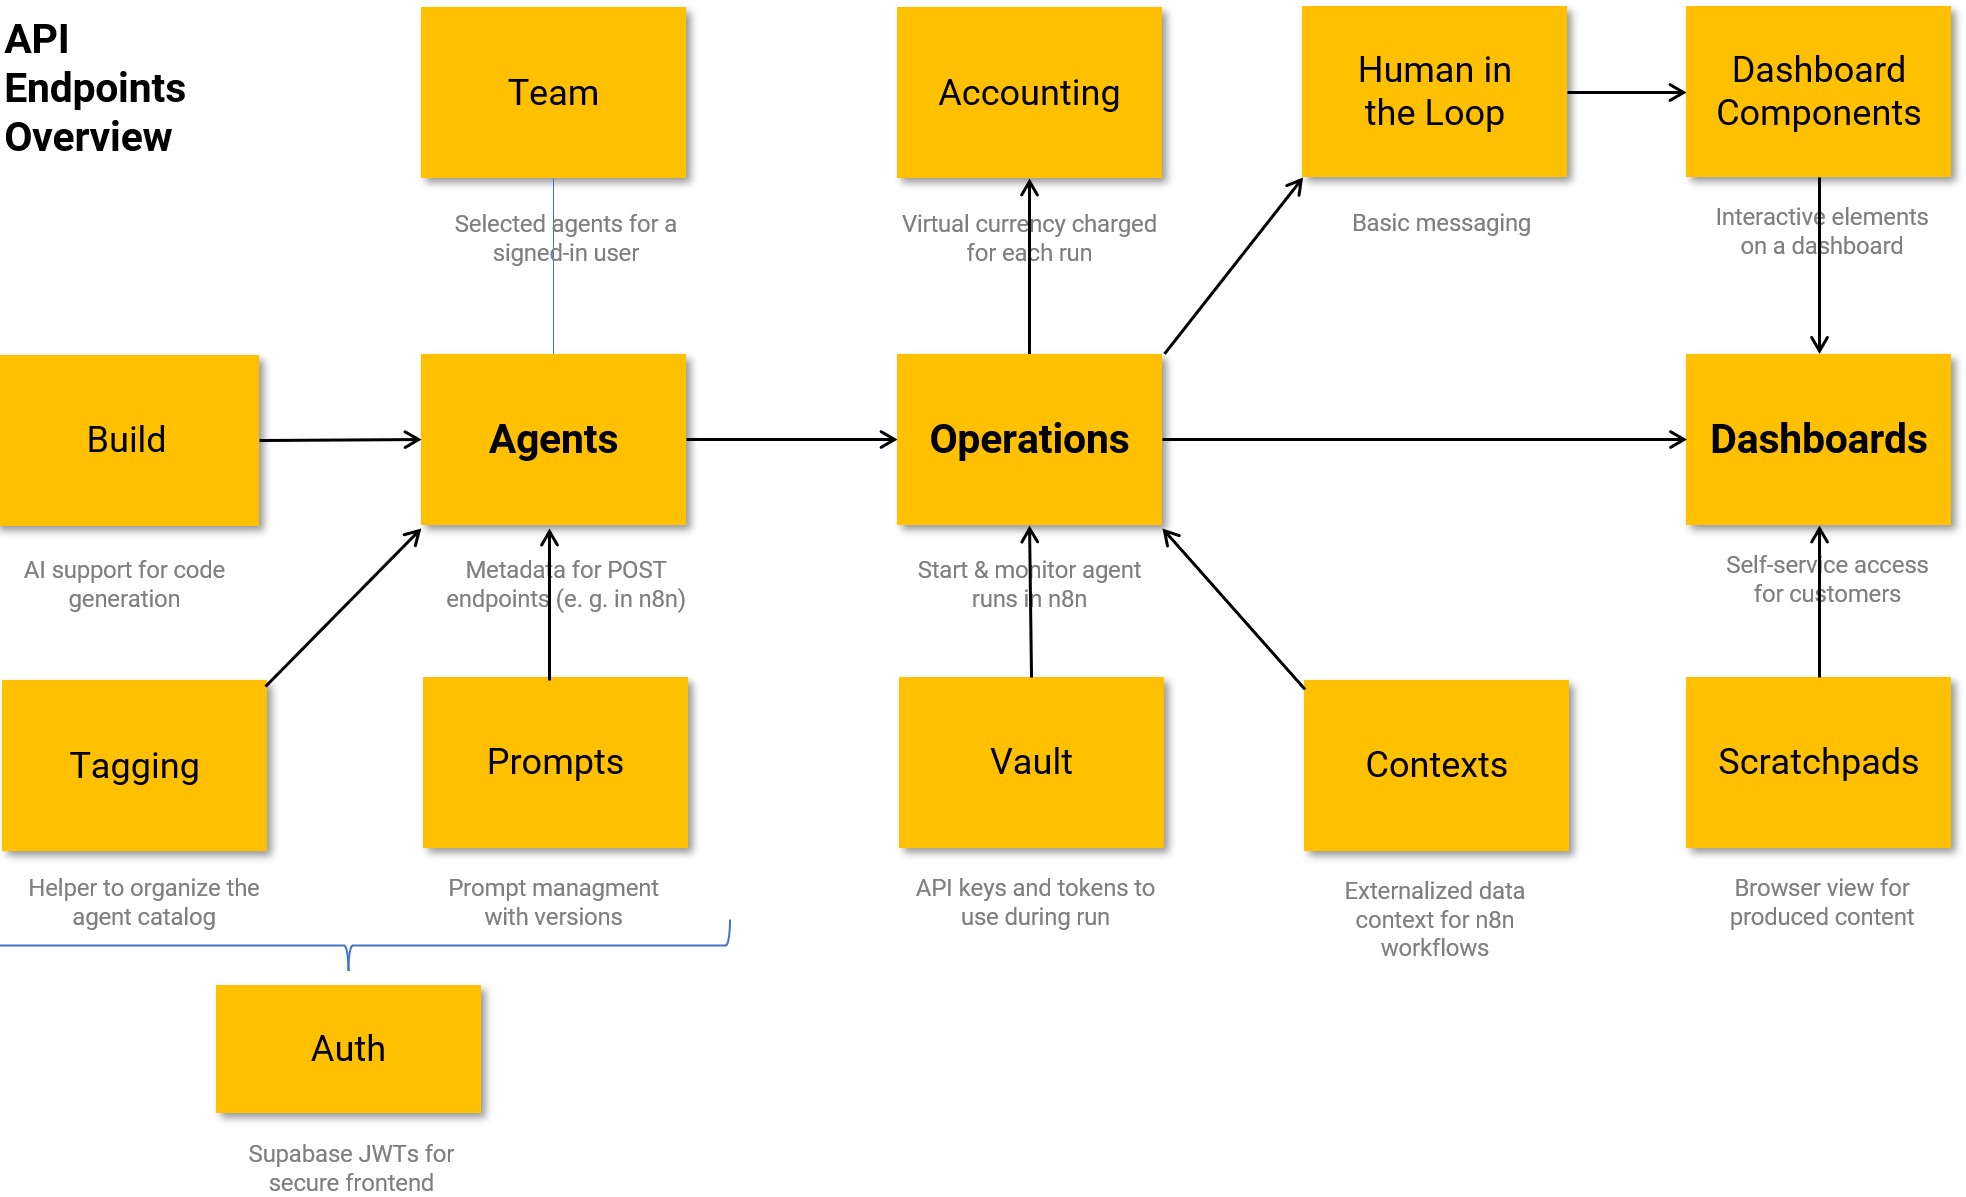 API
Endpoints
Overview
Team
Selected agents for a
signed-in user
Accounting
Virtual currency charged
for each run
Human in
the Loop
Basic messaging
Dashboard
Components
Interactive elements
on a dashboard
Build
AI support for code
generation
Agents
Metadata for POST
endpoints (e. g. in n8n)
Operations
Start & monitor agent
runs in n8n
Dashboards
Self-service access
for customers
Tagging
Helper to organize the
agent catalog
Prompts
Prompt managment
with versions
Vault
API keys and tokens to
use during run
Contexts
Externalized data
context for n8n
workflows
Scratchpads
Browser view for
produced content
Auth
Supabase JWTs for
secure frontend